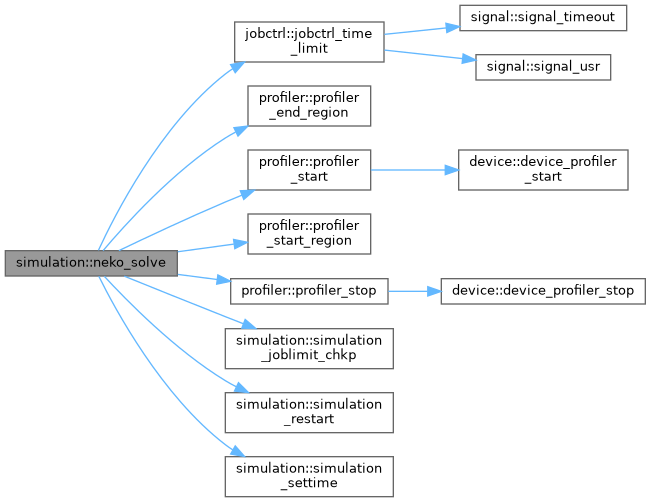 simulation::neko_solve
jobctrl::jobctrl_time
_limit
signal::signal_timeout
signal::signal_usr
profiler::profiler
_end_region
profiler::profiler
_start
device::device_profiler
_start
profiler::profiler
_start_region
profiler::profiler_stop
device::device_profiler_stop
simulation::simulation
_joblimit_chkp
simulation::simulation
_restart
simulation::simulation
_settime